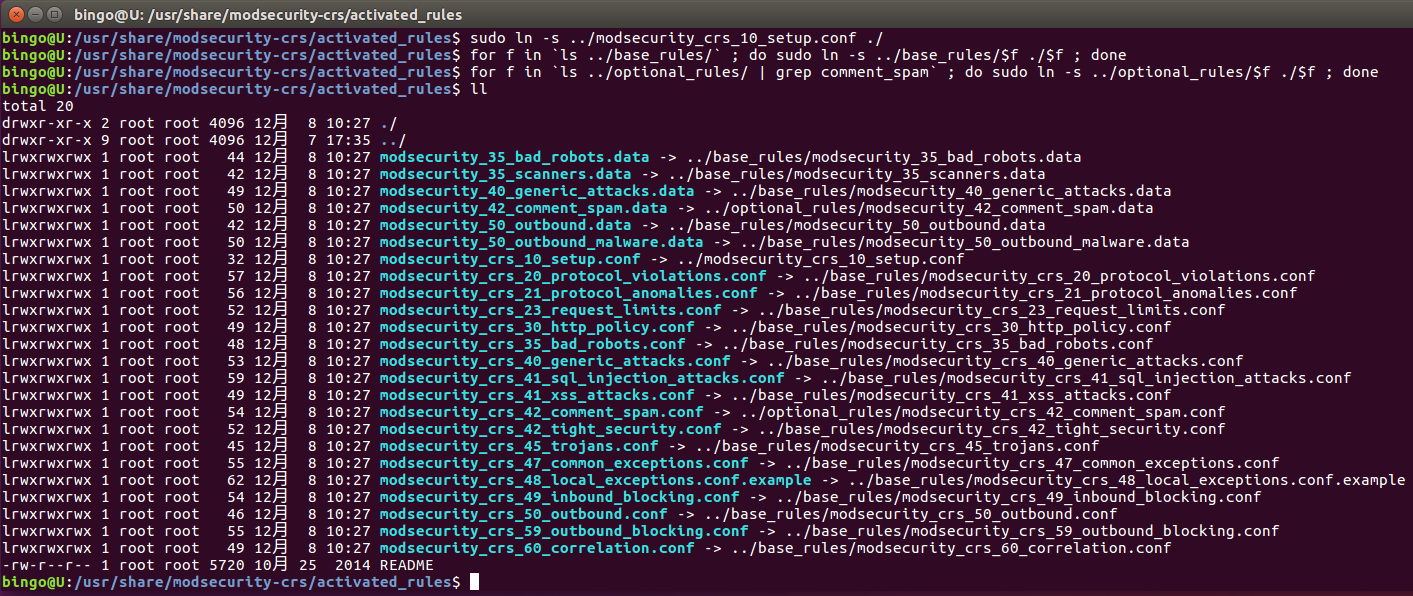 bingo@U: /usr/share/modsecurity-crs/activated_rules
bingo@U:/usr/share/modsecurity-crs/activated_rules$ sudo ln -s ../modsecurity_crs_10_setup.conf ./
bingo@U:/usr/share/modsecurity-crs/activated_rules$ for f in `ls ../base_rules/` ; do sudo ln -s ../base_rules/$f ./$f ; done
bingo@U:/usr/share/modsecurity-crs/activated_rules$ for f in `ls ../optional_rules/ | grep comment_spam` ; do sudo ln -s ../optional_rules/$f ./$f ; done
bingo@U:/usr/share/modsecurity-crs/activated_rules$ ll
total 20
drwxr-xr-x 2 root root 4096 12月  8 10:27 ./
drwxr-xr-x 9 root root 4096 12月  7 17:35 ../
lrwxrwxrwx 1 root root   44 12月  8 10:27 modsecurity_35_bad_robots.data -> ../base_rules/modsecurity_35_bad_robots.data
lrwxrwxrwx 1 root root   42 12月  8 10:27 modsecurity_35_scanners.data -> ../base_rules/modsecurity_35_scanners.data
lrwxrwxrwx 1 root root   49 12月  8 10:27 modsecurity_40_generic_attacks.data -> ../base_rules/modsecurity_40_generic_attacks.data
lrwxrwxrwx 1 root root   50 12月  8 10:27 modsecurity_42_comment_spam.data -> ../optional_rules/modsecurity_42_comment_spam.data
lrwxrwxrwx 1 root root   42 12月  8 10:27 modsecurity_50_outbound.data -> ../base_rules/modsecurity_50_outbound.data
lrwxrwxrwx 1 root root   50 12月  8 10:27 modsecurity_50_outbound_malware.data -> ../base_rules/modsecurity_50_outbound_malware.data
lrwxrwxrwx 1 root root   32 12月  8 10:27 modsecurity_crs_10_setup.conf -> ../modsecurity_crs_10_setup.conf
lrwxrwxrwx 1 root root   57 12月  8 10:27 modsecurity_crs_20_protocol_violations.conf -> ../base_rules/modsecurity_crs_20_protocol_violations.conf
lrwxrwxrwx 1 root root   56 12月  8 10:27 modsecurity_crs_21_protocol_anomalies.conf -> ../base_rules/modsecurity_crs_21_protocol_anomalies.conf
lrwxrwxrwx 1 root root   52 12月  8 10:27 modsecurity_crs_23_request_limits.conf -> ../base_rules/modsecurity_crs_23_request_limits.conf
lrwxrwxrwx 1 root root   49 12月  8 10:27 modsecurity_crs_30_http_policy.conf -> ../base_rules/modsecurity_crs_30_http_policy.conf
lrwxrwxrwx 1 root root   48 12月  8 10:27 modsecurity_crs_35_bad_robots.conf -> ../base_rules/modsecurity_crs_35_bad_robots.conf
lrwxrwxrwx 1 root root   53 12月  8 10:27 modsecurity_crs_40_generic_attacks.conf -> ../base_rules/modsecurity_crs_40_generic_attacks.conf
lrwxrwxrwx 1 root root   59 12月  8 10:27 modsecurity_crs_41_sql_injection_attacks.conf -> ../base_rules/modsecurity_crs_41_sql_injection_attacks.conf
lrwxrwxrwx 1 root root   49 12月  8 10:27 modsecurity_crs_41_xss_attacks.conf -> ../base_rules/modsecurity_crs_41_xss_attacks.conf
lrwxrwxrwx 1 root root   54 12月  8 10:27 modsecurity_crs_42_comment_spam.conf -> ../optional_rules/modsecurity_crs_42_comment_spam.conf
lrwxrwxrwx 1 root root   52 12月  8 10:27 modsecurity_crs_42_tight_security.conf -> ../base_rules/modsecurity_crs_42_tight_security.conf
lrwxrwxrwx 1 root root   45 12月  8 10:27 modsecurity_crs_45_trojans.conf -> ../base_rules/modsecurity_crs_45_trojans.conf
lrwxrwxrwx 1 root root   55 12月  8 10:27 modsecurity_crs_47_common_exceptions.conf -> ../base_rules/modsecurity_crs_47_common_exceptions.conf
lrwxrwxrwx 1 root root   62 12月  8 10:27 modsecurity_crs_48_local_exceptions.conf.example -> ../base_rules/modsecurity_crs_48_local_exceptions.conf.example
lrwxrwxrwx 1 root root   54 12月  8 10:27 modsecurity_crs_49_inbound_blocking.conf -> ../base_rules/modsecurity_crs_49_inbound_blocking.conf
lrwxrwxrwx 1 root root   46 12月  8 10:27 modsecurity_crs_50_outbound.conf -> ../base_rules/modsecurity_crs_50_outbound.conf
lrwxrwxrwx 1 root root   55 12月  8 10:27 modsecurity_crs_59_outbound_blocking.conf -> ../base_rules/modsecurity_crs_59_outbound_blocking.conf
lrwxrwxrwx 1 root root   49 12月  8 10:27 modsecurity_crs_60_correlation.conf -> ../base_rules/modsecurity_crs_60_correlation.conf
-rw-r--r-- 1 root root 5720 10月 25  2014 README
bingo@U:/usr/share/modsecurity-crs/activated_rules$